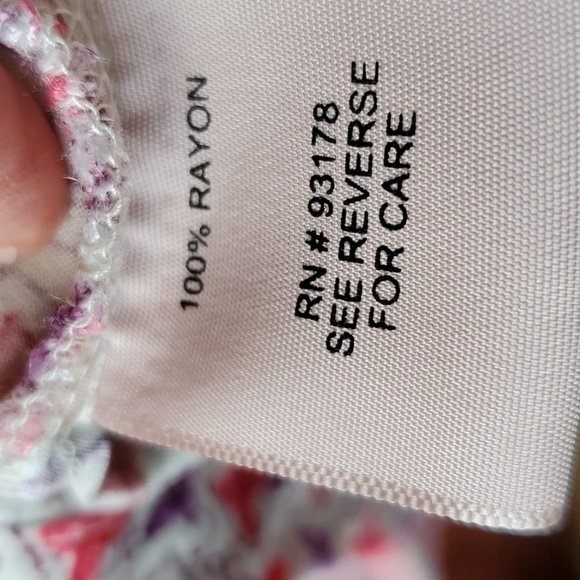 100% RAYON
RN # 93178
SEE REVERSE
FOR CARE